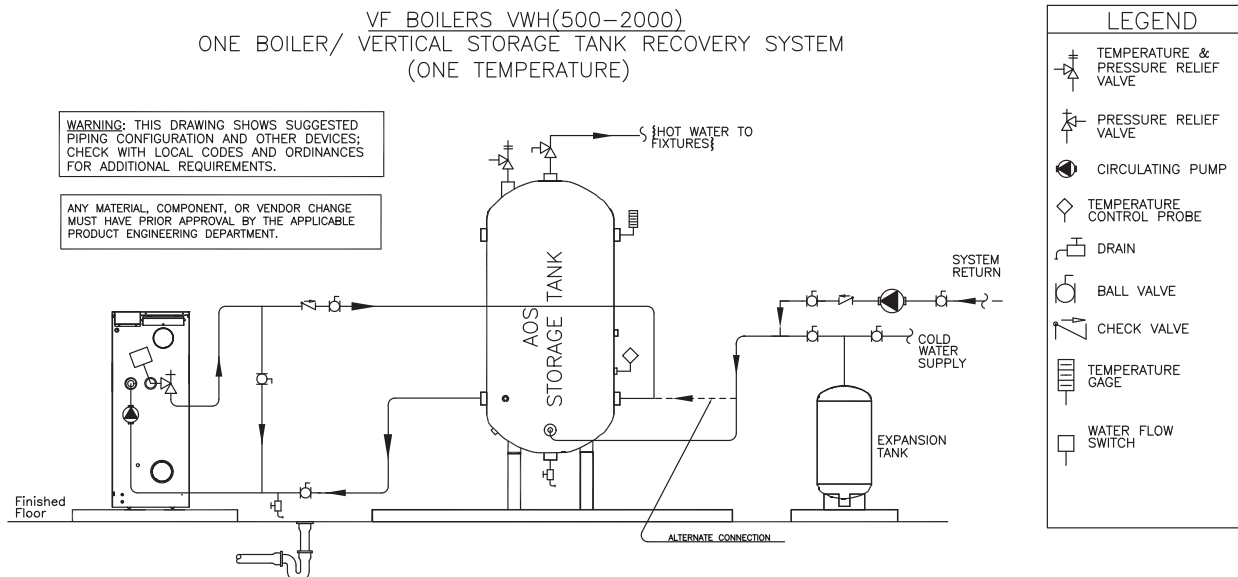 VF BOILERS VWH(500-2000)
ONE BOILER/ VERTICAL STORAGE TANK RECOVERY SYSTEM
(ONE TEMPERATURE)
WARNING: THIS DRAWING SHOWS SUGGESTED
PIPING CONFIGURATION AND OTHER DEVICES;
CHECK WITH LOCAL CODES AND ORDINANCES
FOR ADDITIONAL REQUIREMENTS.
ANY MATERIAL, COMPONENT, OR VENDOR CHANGE
MUST HAVE PRIOR APPROVAL BY THE APPLICABLE
PRODUCT ENGINEERING DEPARTMENT.
HOT WATER TO
FIXTURES
AOS
STORAGE TANK
SYSTEM
RETURN
COLD
WATER
SUPPLY
EXPANSION
TANK
Finished
Floor
ALTERNATE CONNECTION
LEGEND
TEMPERATURE &
PRESSURE RELIEF
VALVE
PRESSURE RELIEF
VALVE
CIRCULATING PUMP
TEMPERATURE
CONTROL PROBE
DRAIN
BALL VALVE
CHECK VALVE
TEMPERATURE
GAGE
WATER FLOW
SWITCH